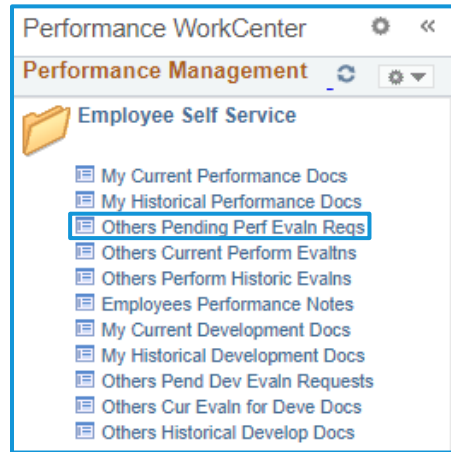 Performance WorkCenter
Performance Management
Employee Self Service
My Current Performance Docs
My Historical Performance Docs
Others Pending Perf Evaln Reqs
Others Current Perform Evaltns
Others Perform Historic Evalns
Employees Performance Notes
My Current Development Docs
My Historical Development Docs
Others Pend Dev Evaln Requests
Others Cur Evaln for Deve Docs
Others Historical Develop Docs